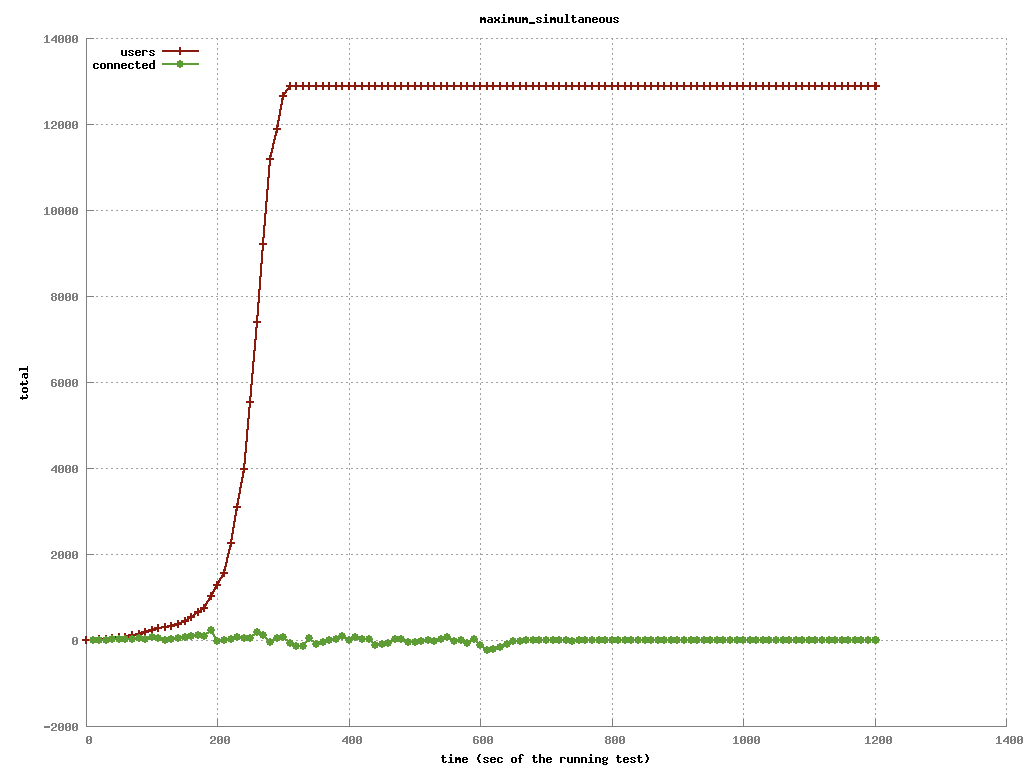 maximum_simultaneous
users
connected
14000
12000
10000
8000
6000
4000
2000
0
-2000
total
0 200 400 600 800 1000 1200 1400
time (sec of the running test)